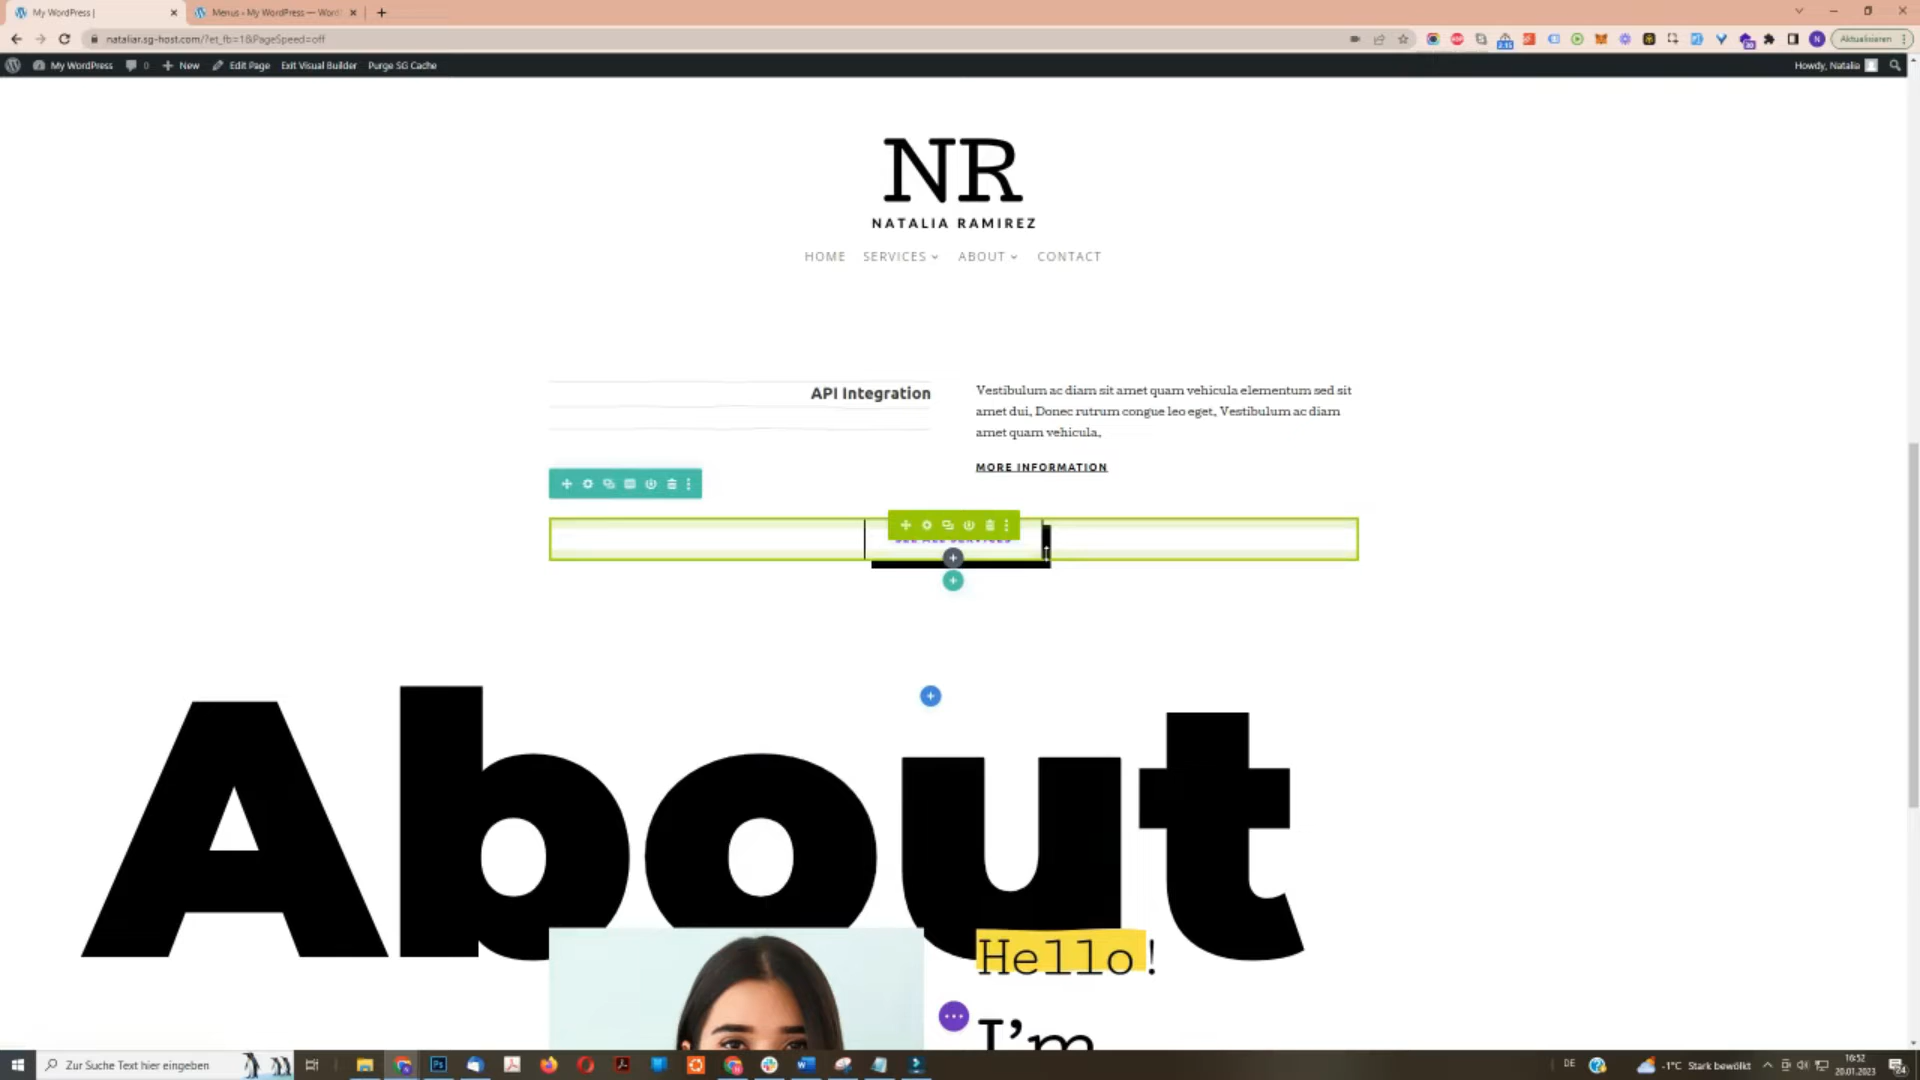 My WordPress |
Menus ‹ My WordPress — Word
nataliar.sg-host.com/?et_fb=1&PageSpeed=off
Aktualisieren
My WordPress
0
New
Edit Page
Exit Visual Builder
Purge SG Cache
Howdy, Natalia
NR
NATALIA RAMIREZ
HOME
SERVICES
ABOUT
CONTACT
API Integration
Vestibulum ac diam sit amet quam vehicula elementum sed sit
amet dui. Donec rutrum congue leo eget. Vestibulum ac diam
amet quam vehicula.
MORE INFORMATION
SEE ALL SERVICES
About
Hello!
I'm
Zur Suche Text hier eingeben
DE
-1°C Stark bewölkt
16:52
20.01.2023